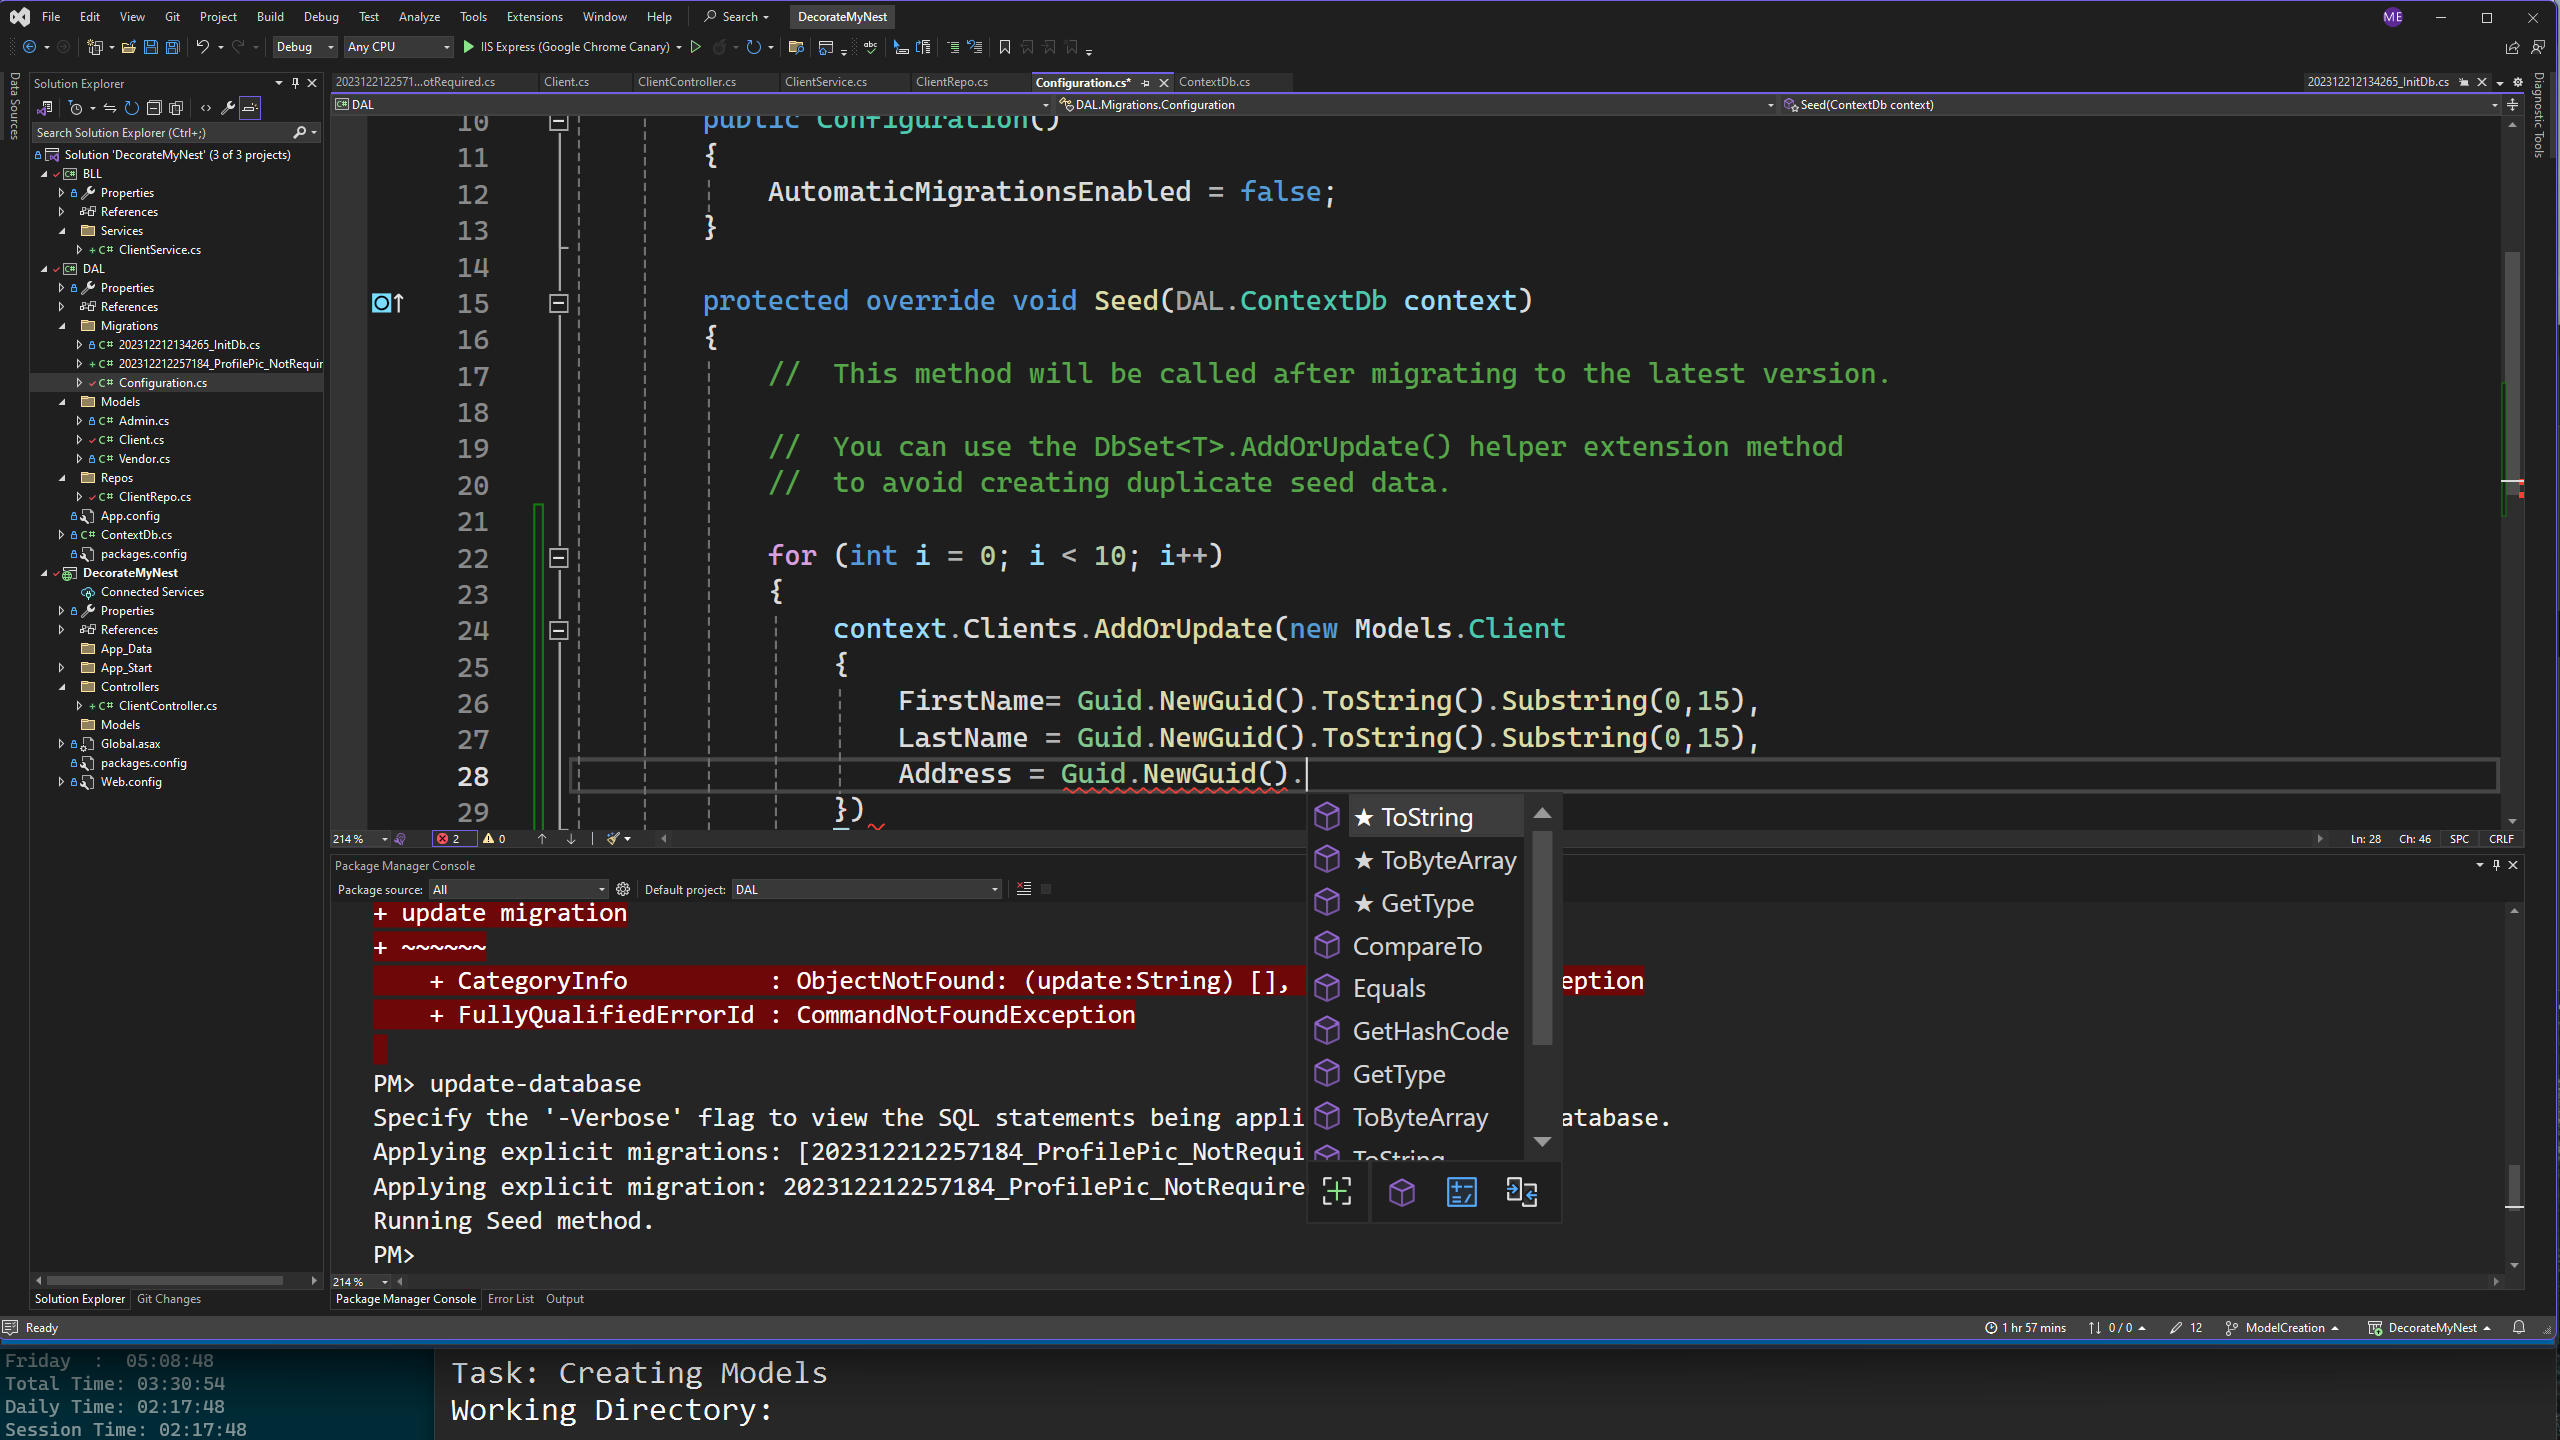 File Edit View Git Project Build Debug Test Analyze Tools Extensions Window Help Search DecorateMyNest ME
Debug Any CPU IIS Express (Google Chrome Canary)
Data Sources
Solution Explorer
Search Solution Explorer (Ctrl+;)
Solution 'DecorateMyNest' (3 of 3 projects)
BLL
Properties
References
Services
C# ClientService.cs
DAL
Properties
References
Migrations
C# 202312212134265_InitDb.cs
C# 202312212257184_ProfilePic_NotRequir
C# Configuration.cs
Models
C# Admin.cs
C# Client.cs
C# Vendor.cs
Repos
C# ClientRepo.cs
App.config
C# ContextDb.cs
packages.config
DecorateMyNest
Connected Services
Properties
References
App_Data
App_Start
Controllers
C# ClientController.cs
Models
Global.asax
packages.config
Web.config
Solution Explorer Git Changes
2023122122571...otRequired.cs Client.cs ClientController.cs ClientService.cs ClientRepo.cs Configuration.cs* ContextDb.cs 202312212134265_InitDb.cs
DAL DAL.Migrations.Configuration Seed(ContextDb context)
10 public Configuration()
11 {
12 AutomaticMigrationsEnabled = false;
13 }
14
15 protected override void Seed(DAL.ContextDb context)
16 {
17 // This method will be called after migrating to the latest version.
18
19 // You can use the DbSet<T>.AddOrUpdate() helper extension method
20 // to avoid creating duplicate seed data.
21
22 for (int i = 0; i < 10; i++)
23 {
24 context.Clients.AddOrUpdate(new Models.Client
25 {
26 FirstName= Guid.NewGuid().ToString().Substring(0,15),
27 LastName = Guid.NewGuid().ToString().Substring(0,15),
28 Address = Guid.NewGuid().
29 })
★ ToString
★ ToByteArray
★ GetType
CompareTo
Equals
GetHashCode
GetType
ToByteArray
ToString
214 % 2 0 Ln: 28 Ch: 46 SPC CRLF
Diagnostic Tools
Package Manager Console
Package source: All Default project: DAL
+ update migration
+ ~~~~~~
+ CategoryInfo : ObjectNotFound: (update:String) [], eption
+ FullyQualifiedErrorId : CommandNotFoundException
PM> update-database
Specify the '-Verbose' flag to view the SQL statements being appli atabase.
Applying explicit migrations: [202312212257184_ProfilePic_NotRequi
Applying explicit migration: 202312212257184_ProfilePic_NotRequire
Running Seed method.
PM>
214 %
Package Manager Console Error List Output
Ready 1 hr 57 mins 0 / 0 12 ModelCreation DecorateMyNest
Friday : 05:08:48
Total Time: 03:30:54
Daily Time: 02:17:48
Session Time: 02:17:48
Task: Creating Models
Working Directory: